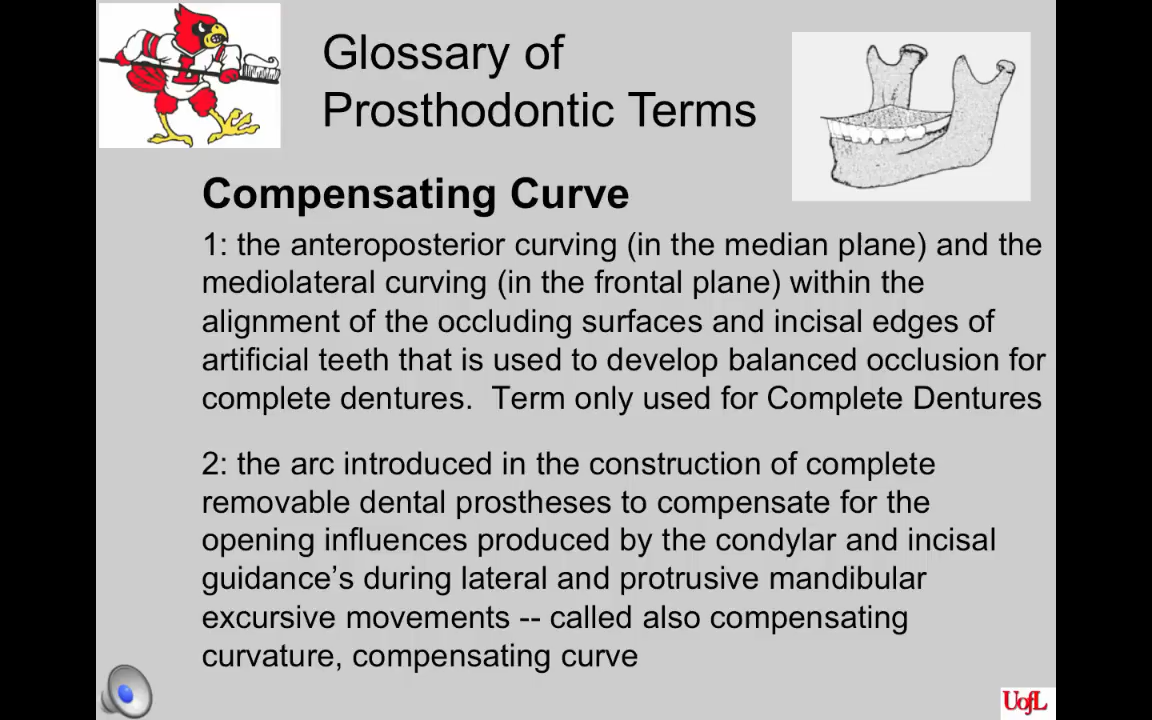 Glossary of
Prosthodontic Terms
Compensating Curve
1: the anteroposterior curving (in the median plane) and the
mediolateral curving (in the frontal plane) within the
alignment of the occluding surfaces and incisal edges of
artificial teeth that is used to develop balanced occlusion for
complete dentures.  Term only used for Complete Dentures
2: the arc introduced in the construction of complete
removable dental prostheses to compensate for the
opening influences produced by the condylar and incisal
guidance’s during lateral and protrusive mandibular
excursive movements -- called also compensating
curvature, compensating curve
UofL